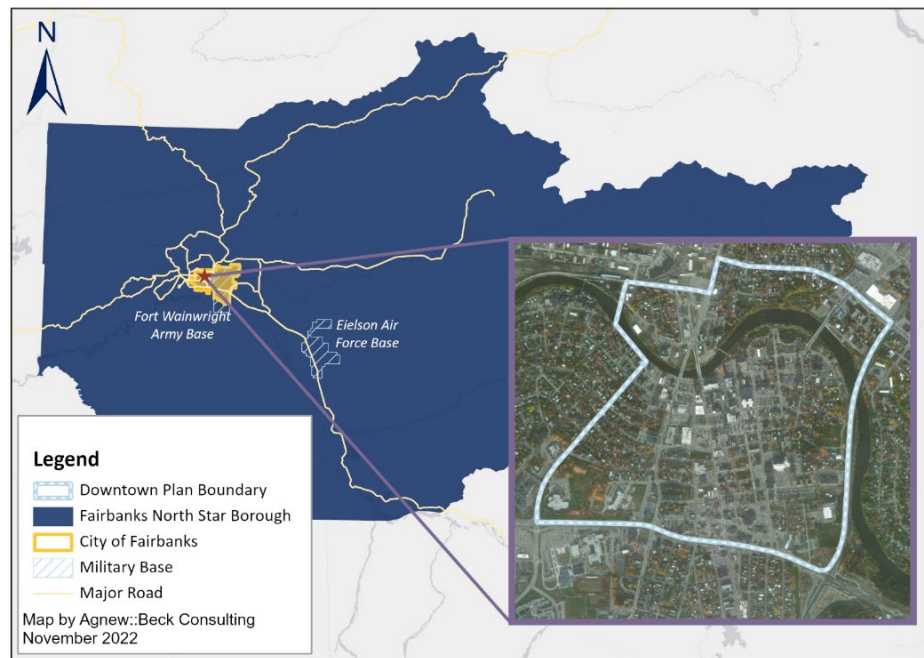 N
Fort Wainwright
Army Base
Eielson Air
Force Base
Legend
Downtown Plan Boundary
Fairbanks North Star Borough
City of Fairbanks
Military Base
Major Road
Map by Agnew::Beck Consulting
November 2022